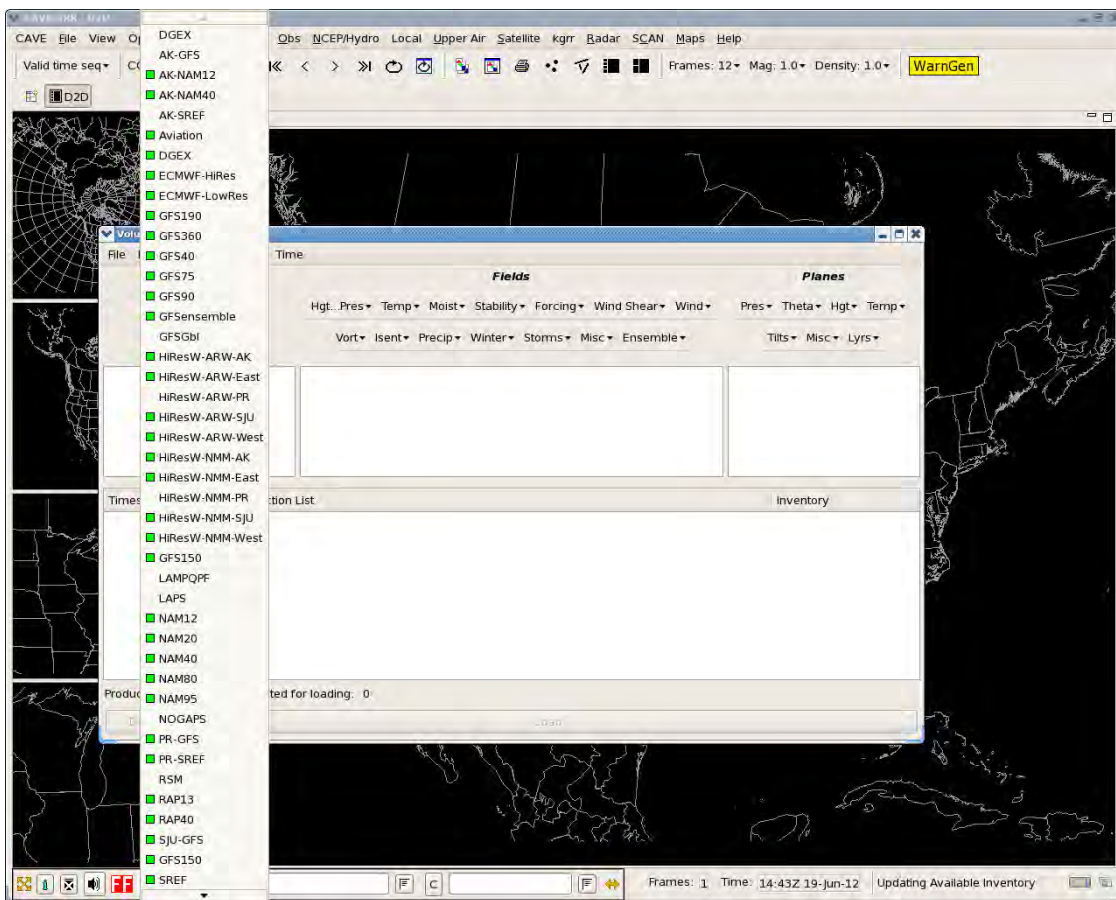 CAVE File View Obs NCEP/Hydro Local Upper Air Satellite kgrr Radar SCAN Maps Help
Valid time seq Frames: 12 Mag: 1.0 Density: 1.0 WarnGen
D2D
DGEX
AK-GFS
AK-NAM12
AK-NAM40
AK-SREF
Aviation
DGEX
ECMWF-HiRes
ECMWF-LowRes
GFS190
GFS360
GFS40
GFS75
GFS90
GFSensemble
GFSGbl
HiResW-ARW-AK
HiResW-ARW-East
HiResW-ARW-PR
HiResW-ARW-SJU
HiResW-ARW-West
HiResW-NMM-AK
HiResW-NMM-East
HiResW-NMM-PR
HiResW-NMM-SJU
HiResW-NMM-West
GFS150
LAMPQPF
LAPS
NAM12
NAM20
NAM40
NAM80
NAM95
NOGAPS
PR-GFS
PR-SREF
RSM
RAP13
RAP40
SJU-GFS
GFS150
SREF
File Time
Fields Planes
Hgt..Pres Temp Moist Stability Forcing Wind Shear Wind Pres Theta Hgt Temp
Vort Isent Precip Winter Storms Misc Ensemble Tilts Misc Lyrs
List Inventory
for loading: 0
Load
FF F C F Frames: 1 Time: 14:43Z 19-Jun-12 Updating Available Inventory